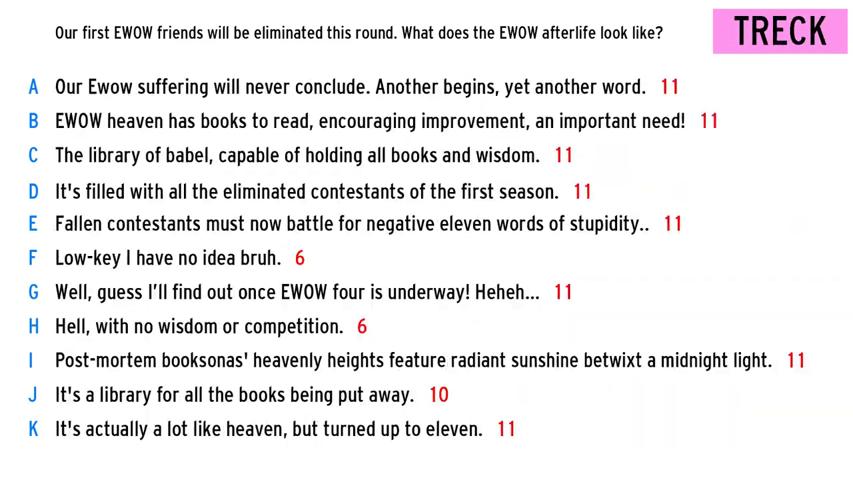 Our first EWOW friends will be eliminated this round. What does the EWOW afterlife look like?
TRECK
A Our Ewow suffering will never conclude. Another begins, yet another word. 11
B EWOW heaven has books to read, encouraging improvement, an important need! 11
C The library of babel, capable of holding all books and wisdom. 11
D It's filled with all the eliminated contestants of the first season. 11
E Fallen contestants must now battle for negative eleven words of stupidity.. 11
F Low-key I have no idea bruh. 6
G Well, guess I'll find out once EWOW four is underway! Heheh... 11
H Hell, with no wisdom or competition. 6
I Post-mortem booksonas' heavenly heights feature radiant sunshine betwixt a midnight light. 11
J It's a library for all the books being put away. 10
K It's actually a lot like heaven, but turned up to eleven. 11